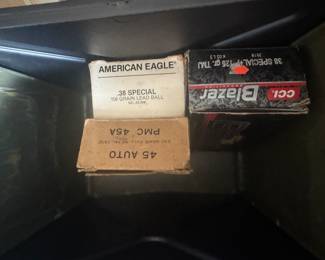 AMERICAN EAGLE
.38 SPECIAL
158 GRAIN LEAD BALL
38 SPECIAL+P 125 gr. TMJ
CCI.
Blazer
45 AUTO
PMC 45A